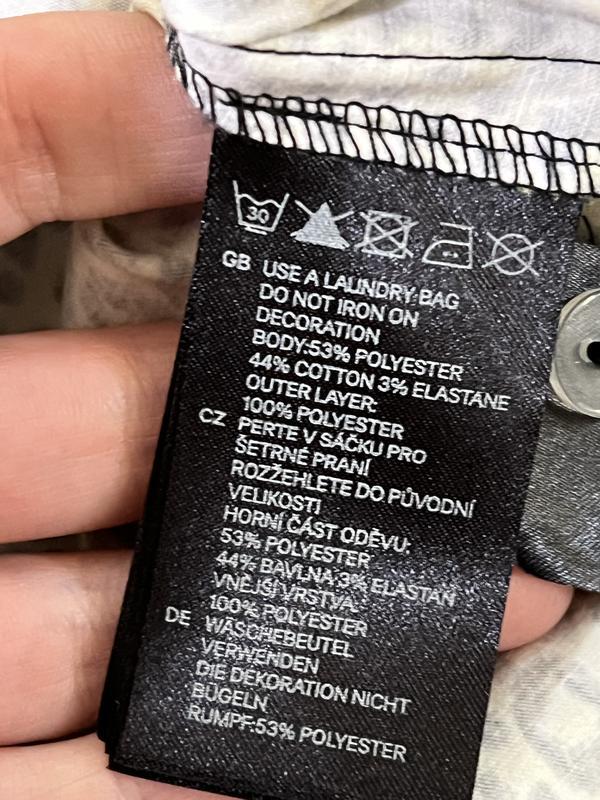 30
GB USE A LAUNDRY BAG
DO NOT IRON ON
DECORATION
BODY:53% POLYESTER
44% COTTON 3% ELASTANE
OUTER LAYER:
100% POLYESTER
CZ PERTE V SÁČKU PRO
ŠETRNÉ PRANÍ
ROZŽEHLETE DO PŮVODNÍ
VELIKOSTI
HORNÍ ČÁST ODĚVU:
53% POLYESTER
44% BAVLNA 3% ELASTAN
VNĚJŠÍ VRSTVA:
100% POLYESTER
DE WÄSCHEBEUTEL
VERWENDEN
DIE DEKORATION NICHT
BÜGELN
RUMPF:53% POLYESTER